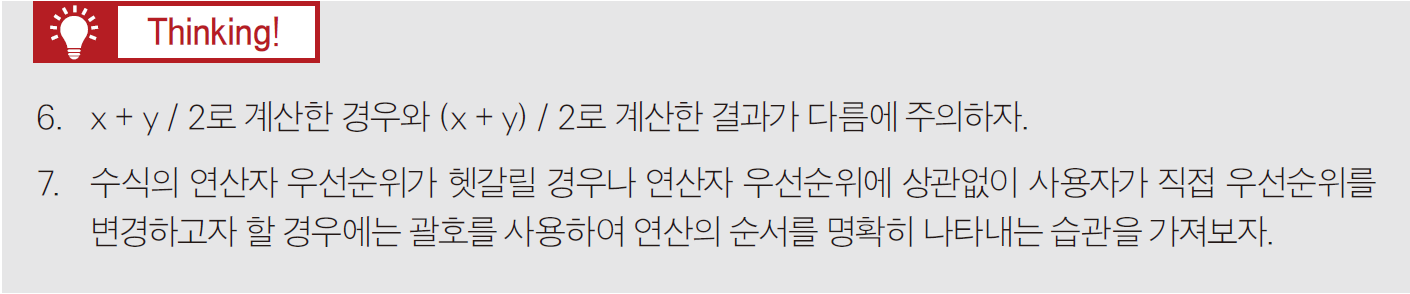 Thinking!
6. x + y / 2로 계산한 경우와 (x + y) / 2로 계산한 결과가 다름에 주의하자.
7. 수식의 연산자 우선순위가 헷갈릴 경우나 연산자 우선순위에 상관없이 사용자가 직접 우선순위를
변경하고자 할 경우에는 괄호를 사용하여 연산의 순서를 명확히 나타내는 습관을 가져보자.